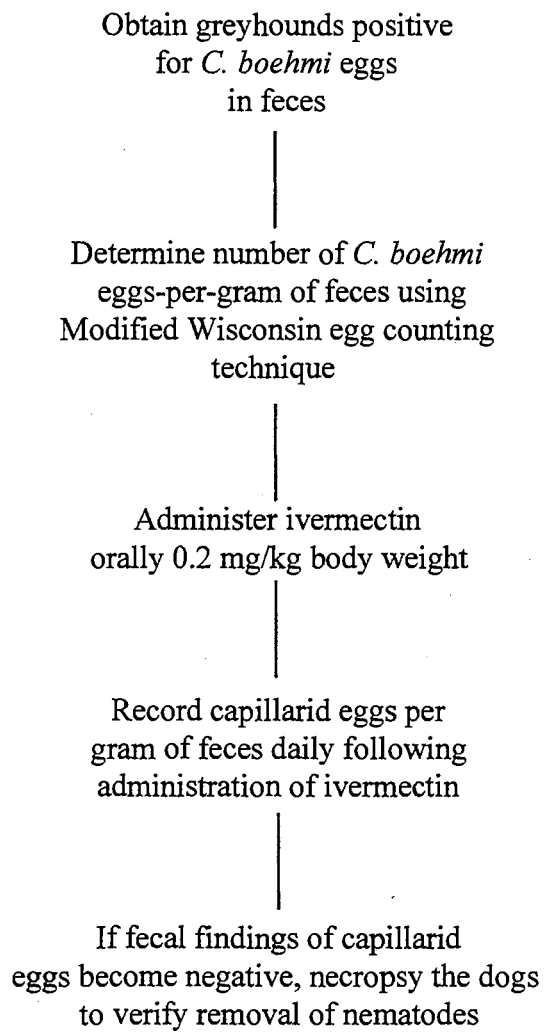 Obtain greyhounds positive
for C. boehmi eggs
in feces
Determine number of C. boehmi
eggs-per-gram of feces using
Modified Wisconsin egg counting
technique
Administer ivermectin
orally 0.2 mg/kg body weight
Record capillarid eggs per
gram of feces daily following
administration of ivermectin
If fecal findings of capillarid
eggs become negative, necropsy the dogs
to verify removal of nematodes